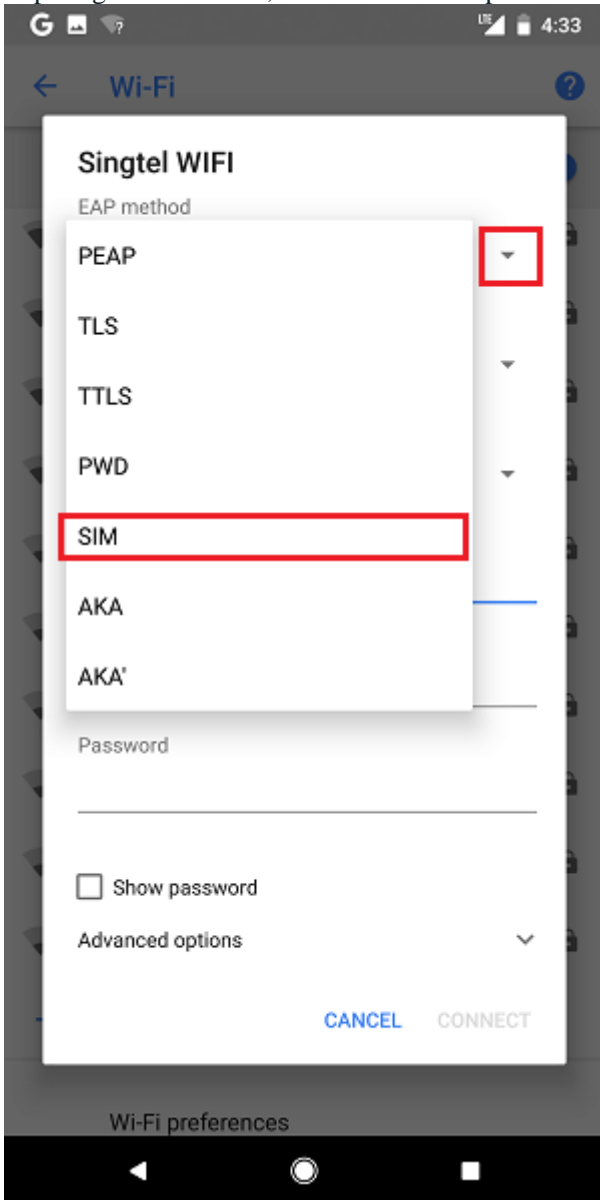 G ? LTE 4:33
Wi-Fi ?
Singtel WIFI
EAP method
PEAP
TLS
TTLS
PWD
SIM
AKA
AKA'
Password
Show password
Advanced options
CANCEL CONNECT
Wi-Fi preferences